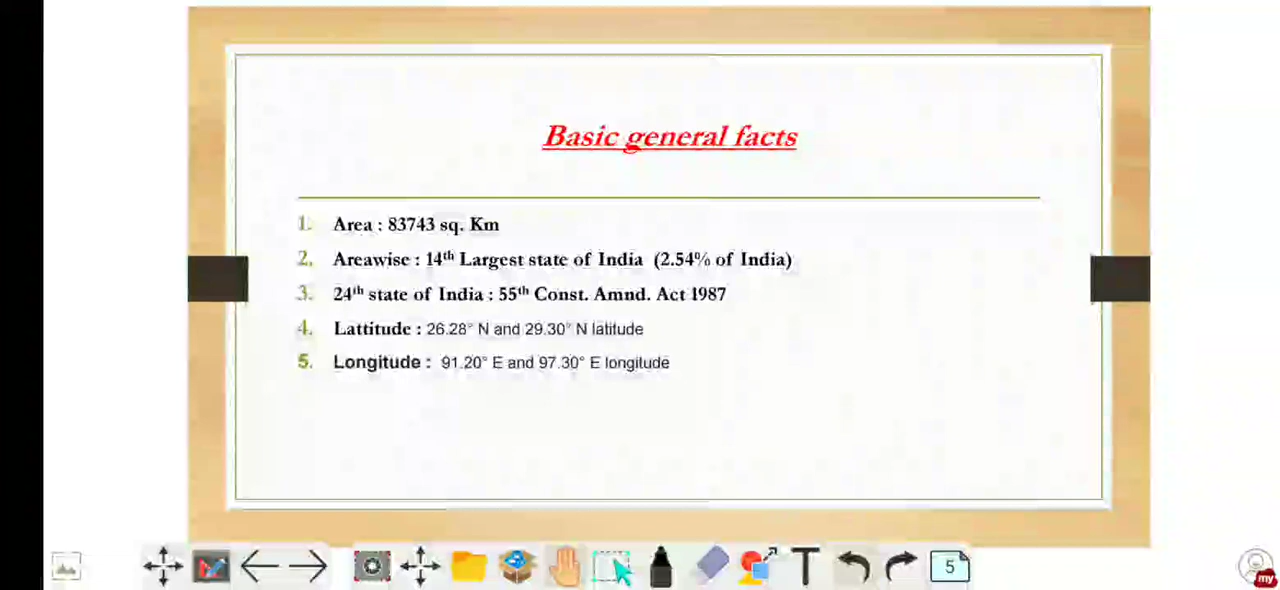 Basic general facts
1. Area : 83743 sq. Km
2. Areawise : 14th Largest state of India (2.54% of India)
3. 24th state of India : 55th Const. Amnd. Act 1987
4. Lattitude : 26.28° N and 29.30° N latitude
5. Longitude : 91.20° E and 97.30° E longitude
T
5
my